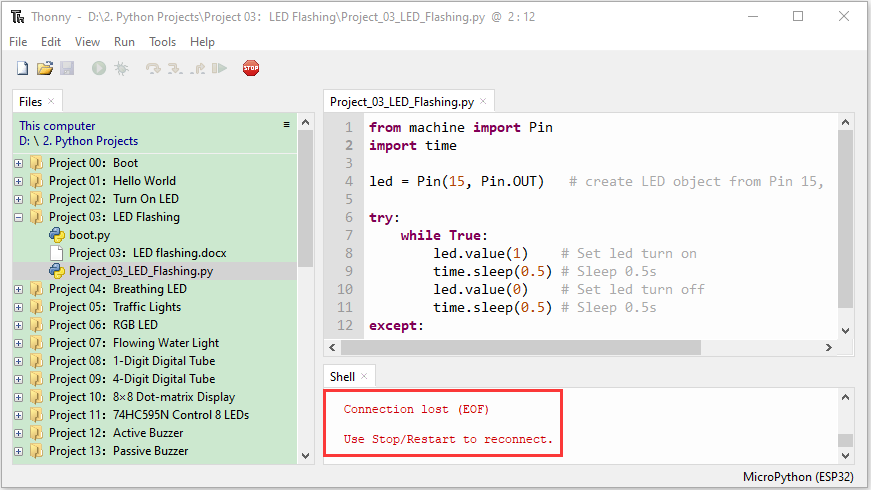 Thonny - D:\2. Python Projects\Project 03: LED Flashing\Project_03_LED_Flashing.py @ 2:12
File Edit View Run Tools Help
STOP
Files
This computer
D: \ 2. Python Projects
Project 00: Boot
Project 01: Hello World
Project 02: Turn On LED
Project 03: LED Flashing
boot.py
Project 03: LED flashing.docx
Project_03_LED_Flashing.py
Project 04: Breathing LED
Project 05: Traffic Lights
Project 06: RGB LED
Project 07: Flowing Water Light
Project 08: 1-Digit Digital Tube
Project 09: 4-Digit Digital Tube
Project 10: 8×8 Dot-matrix Display
Project 11: 74HC595N Control 8 LEDs
Project 12: Active Buzzer
Project 13: Passive Buzzer
Project_03_LED_Flashing.py
1 from machine import Pin
2 import time
3
4 led = Pin(15, Pin.OUT) # create LED object from Pin 15,
5
6 try:
7 while True:
8 led.value(1) # Set led turn on
9 time.sleep(0.5) # Sleep 0.5s
10 led.value(0) # Set led turn off
11 time.sleep(0.5) # Sleep 0.5s
12 except:
Shell
Connection lost (EOF)
Use Stop/Restart to reconnect.
MicroPython (ESP32)